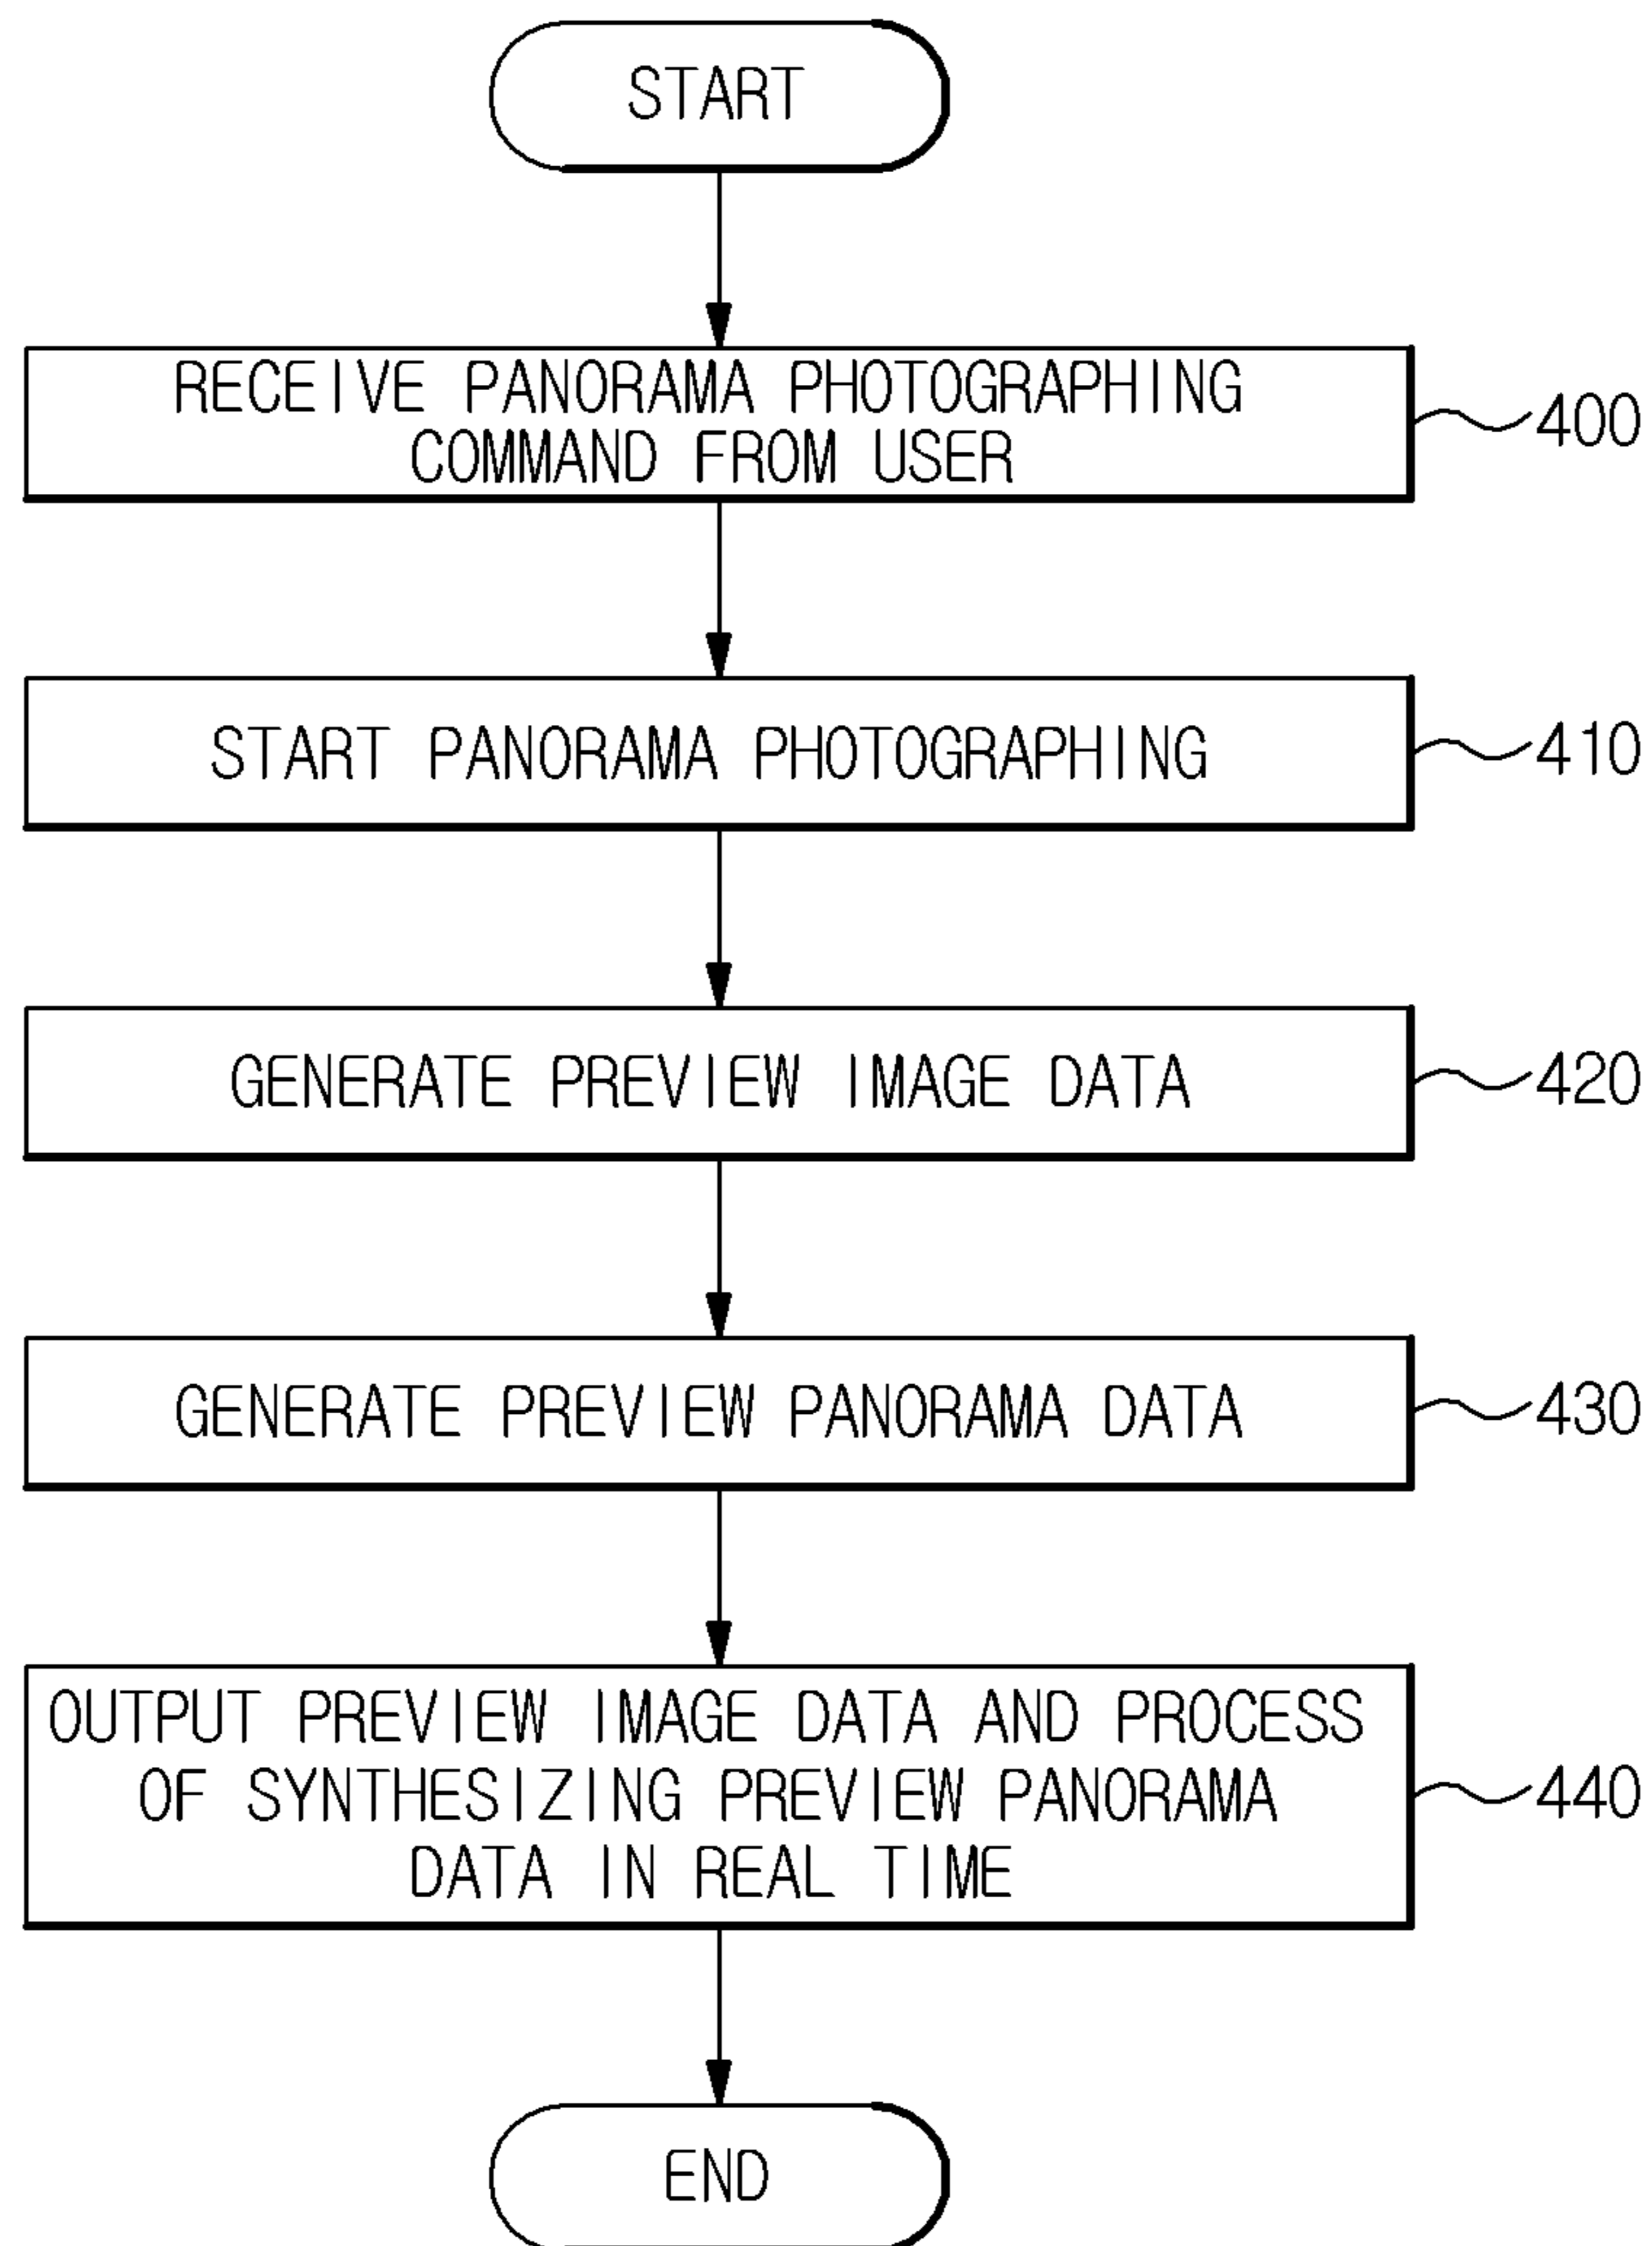 START
RECEIVE PANORAMA PHOTOGRAPHING
COMMAND FROM USER
400
START PANORAMA PHOTOGRAPHING
410
GENERATE PREVIEW IMAGE DATA
420
GENERATE PREVIEW PANORAMA DATA
430
OUTPUT PREVIEW IMAGE DATA AND PROCESS
OF SYNTHESIZING PREVIEW PANORAMA
DATA IN REAL TIME
440
END